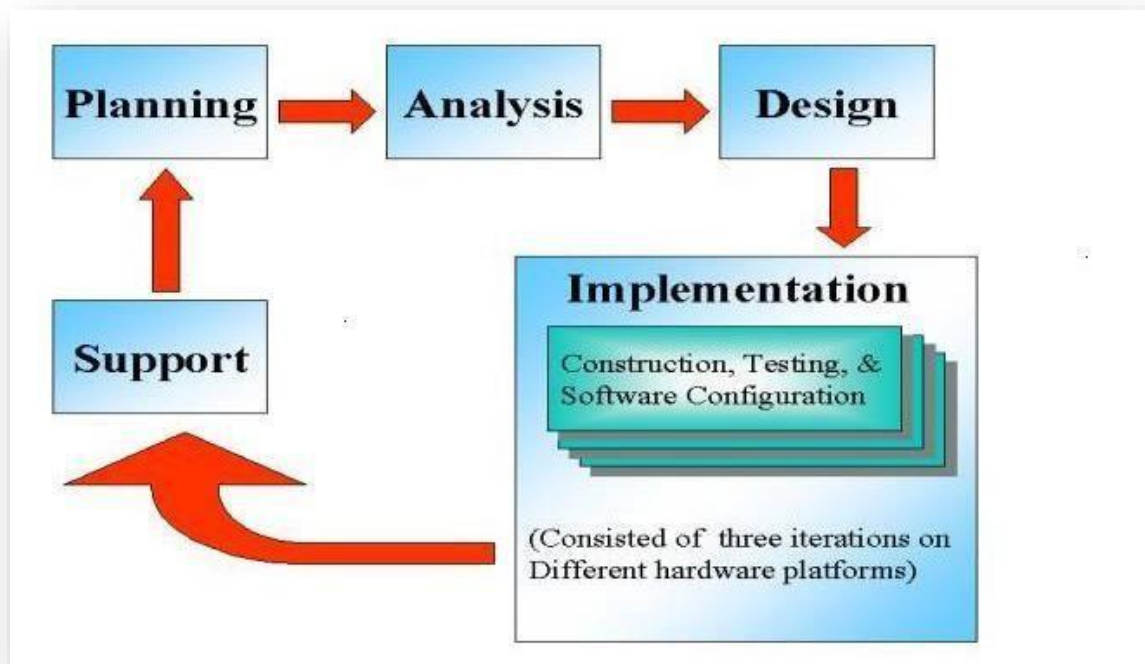 Planning
Analysis
Design
Implementation
Construction, Testing, &
Software Configuration
(Consisted of three iterations on
Different hardware platforms)
Support